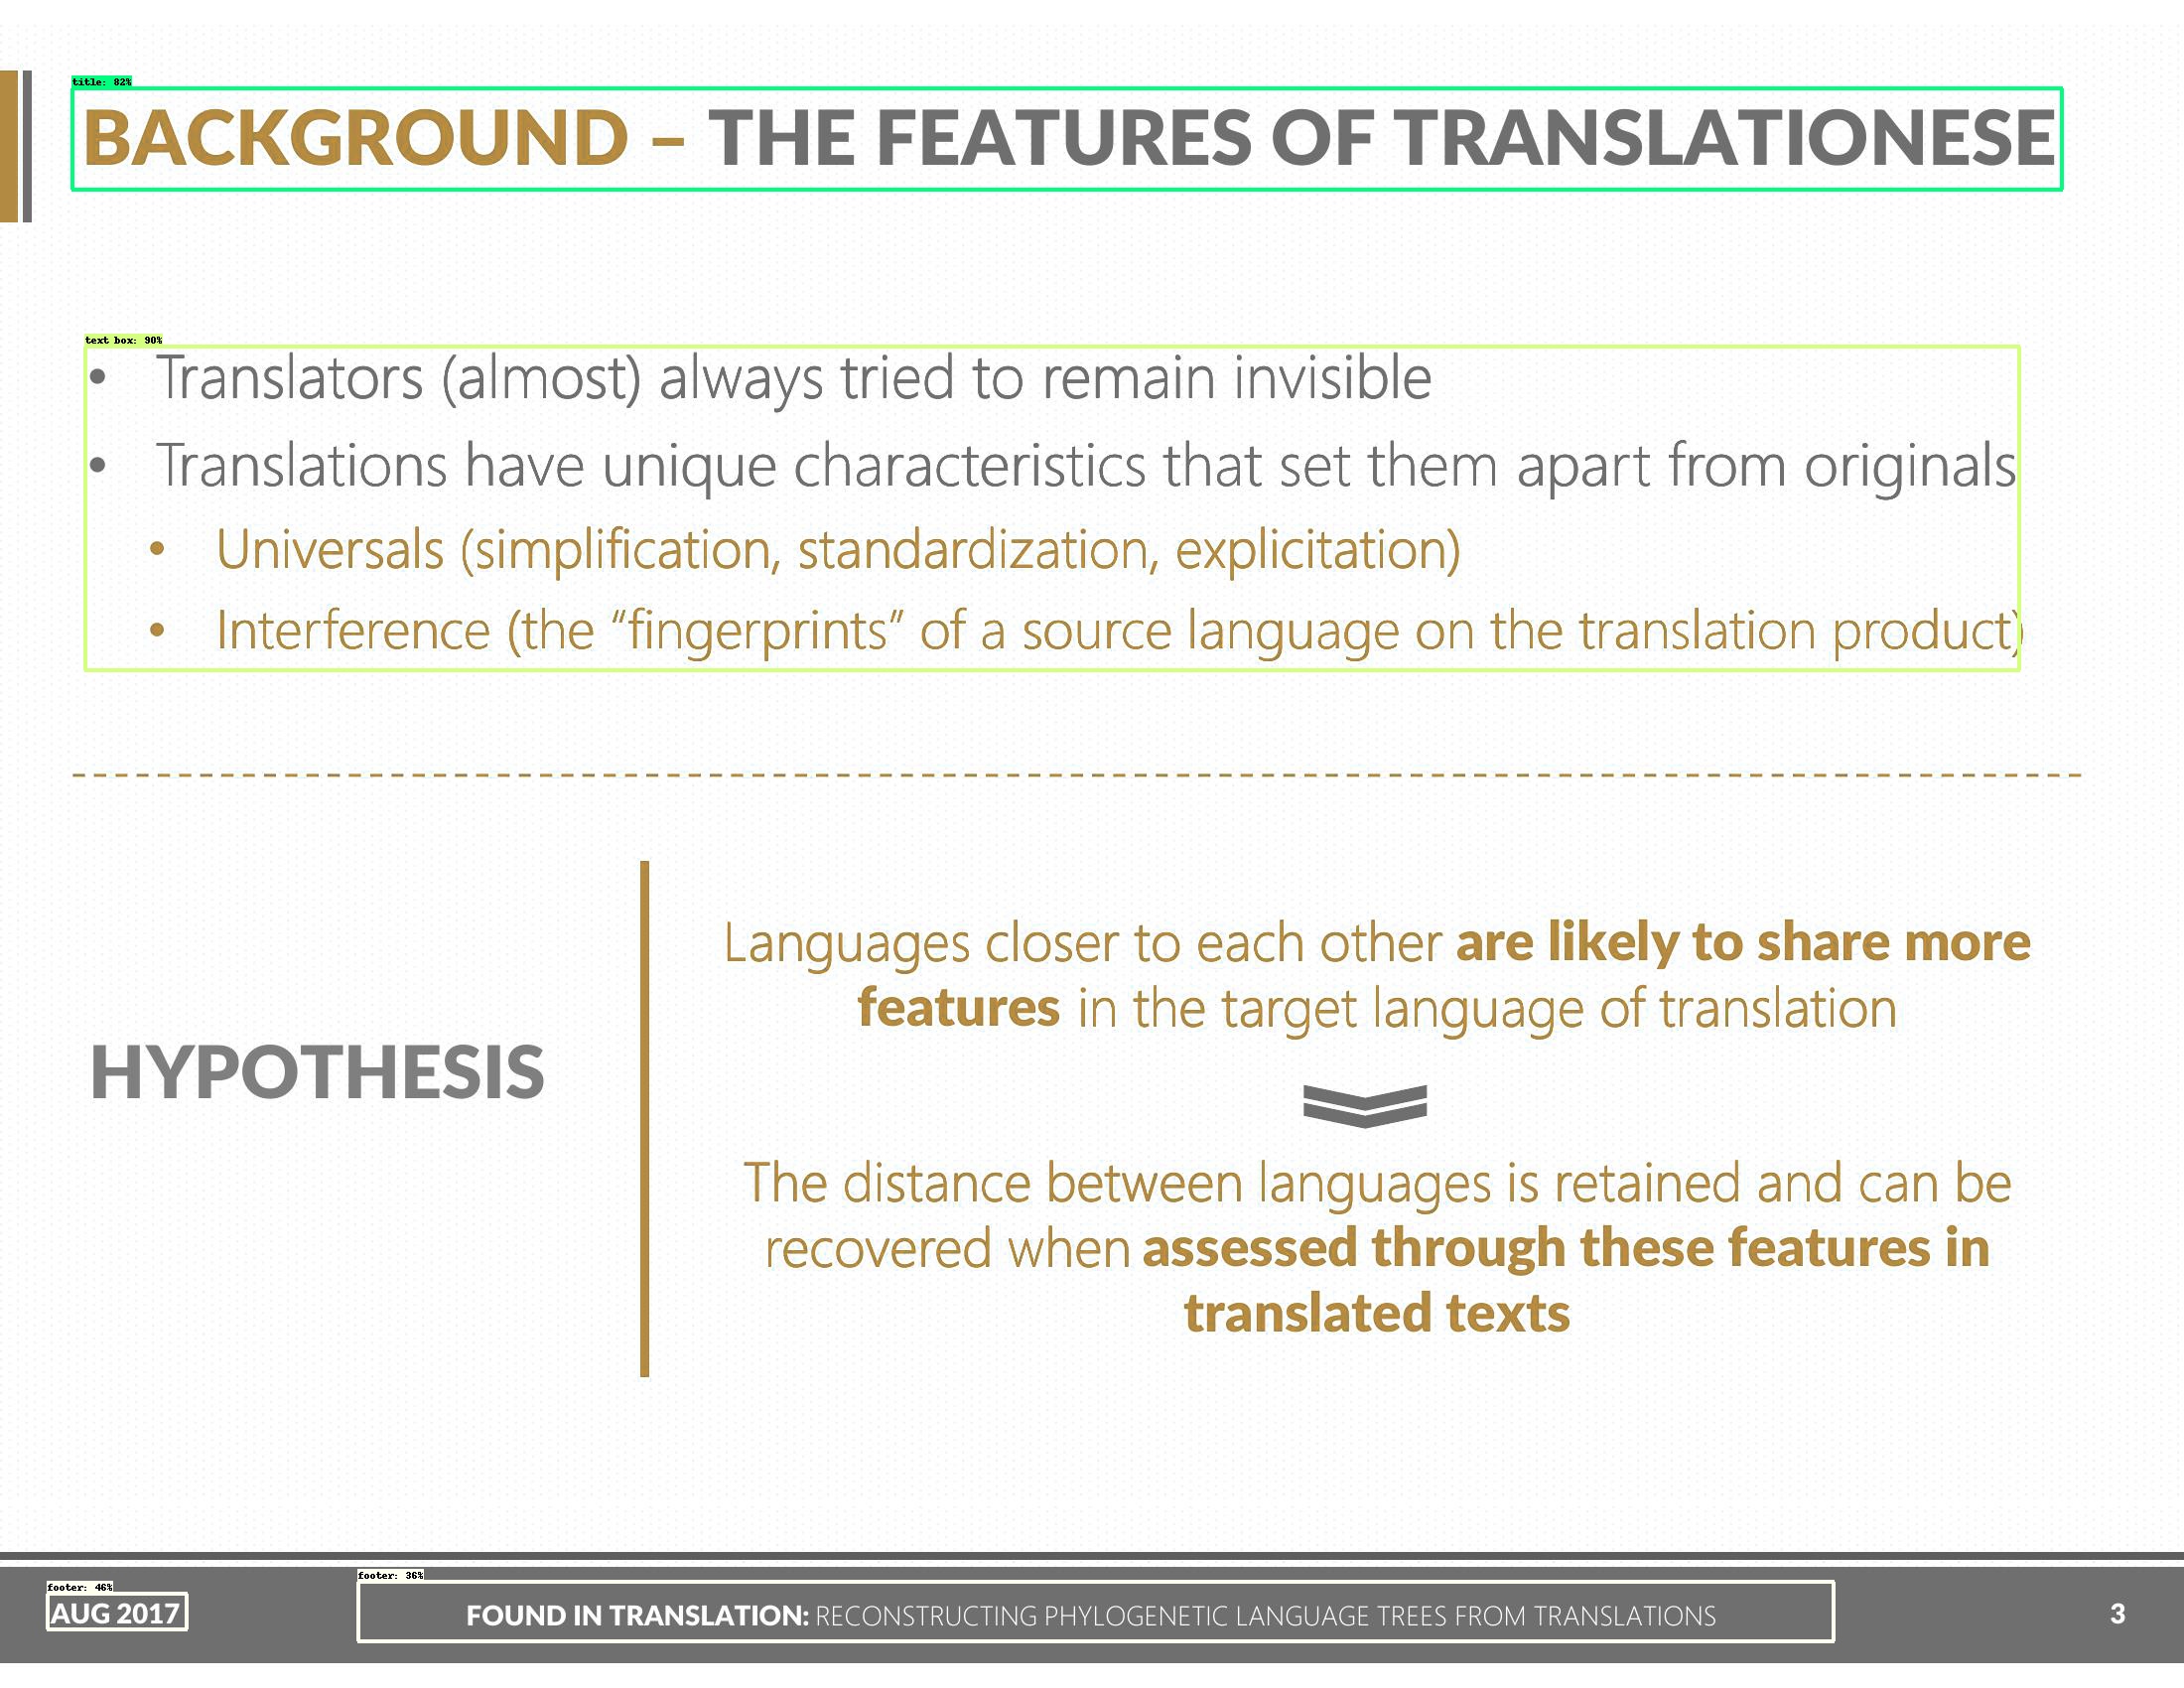 title: 82%
BACKGROUND – THE FEATURES OF TRANSLATIONESE
text box: 90%
• Translators (almost) always tried to remain invisible
• Translations have unique characteristics that set them apart from originals
• Universals (simplification, standardization, explicitation)
• Interference (the “fingerprints” of a source language on the translation product)
HYPOTHESIS
Languages closer to each other are likely to share more
features in the target language of translation
The distance between languages is retained and can be
recovered when assessed through these features in
translated texts
footer: 46%
AUG 2017
footer: 36%
FOUND IN TRANSLATION: RECONSTRUCTING PHYLOGENETIC LANGUAGE TREES FROM TRANSLATIONS
3